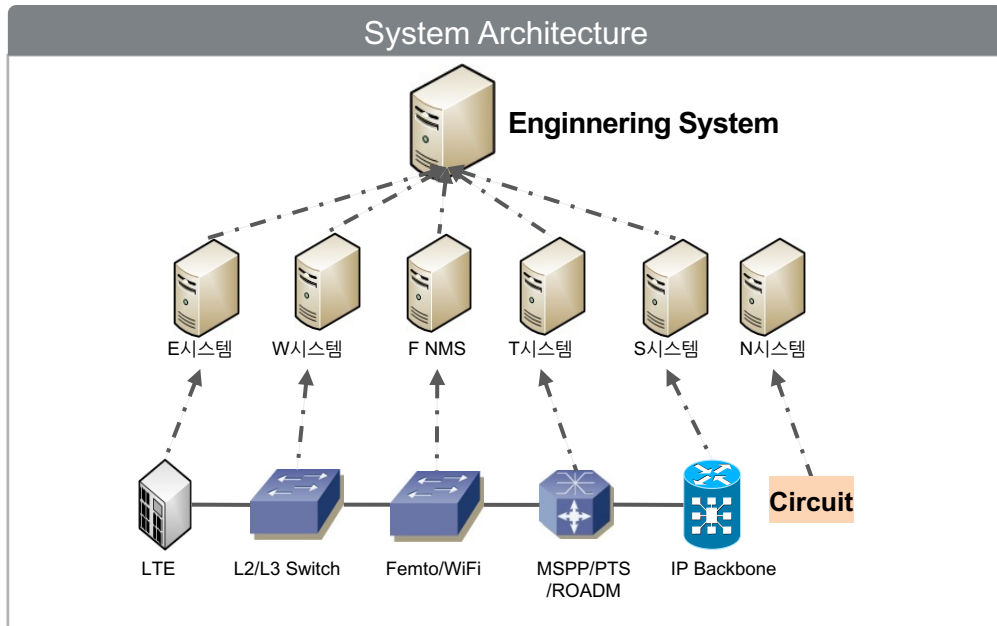 System Architecture
Enginnering System
E시스템
W시스템
F NMS
T시스템
S시스템
N시스템
Circuit
LTE
L2/L3 Switch
Femto/WiFi
MSPP/PTS
/ROADM
IP Backbone